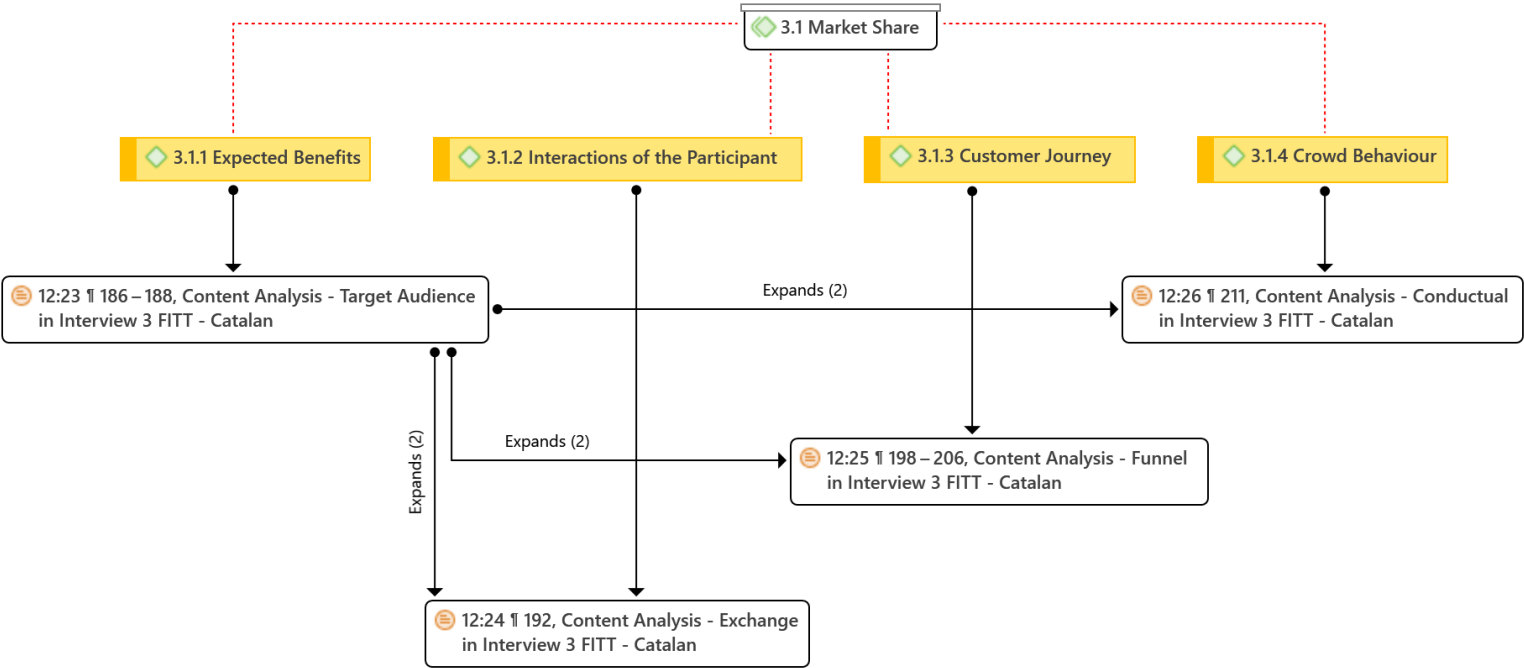 3.1 Market Share
3.1.1 Expected Benefits
3.1.2 Interactions of the Participant
3.1.3 Customer Journey
3.1.4 Crowd Behaviour
12:23 ¶ 186 – 188, Content Analysis - Target Audience
in Interview 3 FITT - Catalan
Expands (2)
12:26 ¶ 211, Content Analysis - Conductual
in Interview 3 FITT - Catalan
Expands (2)
Expands (2)
12:25 ¶ 198 – 206, Content Analysis - Funnel
in Interview 3 FITT - Catalan
12:24 ¶ 192, Content Analysis - Exchange
in Interview 3 FITT - Catalan